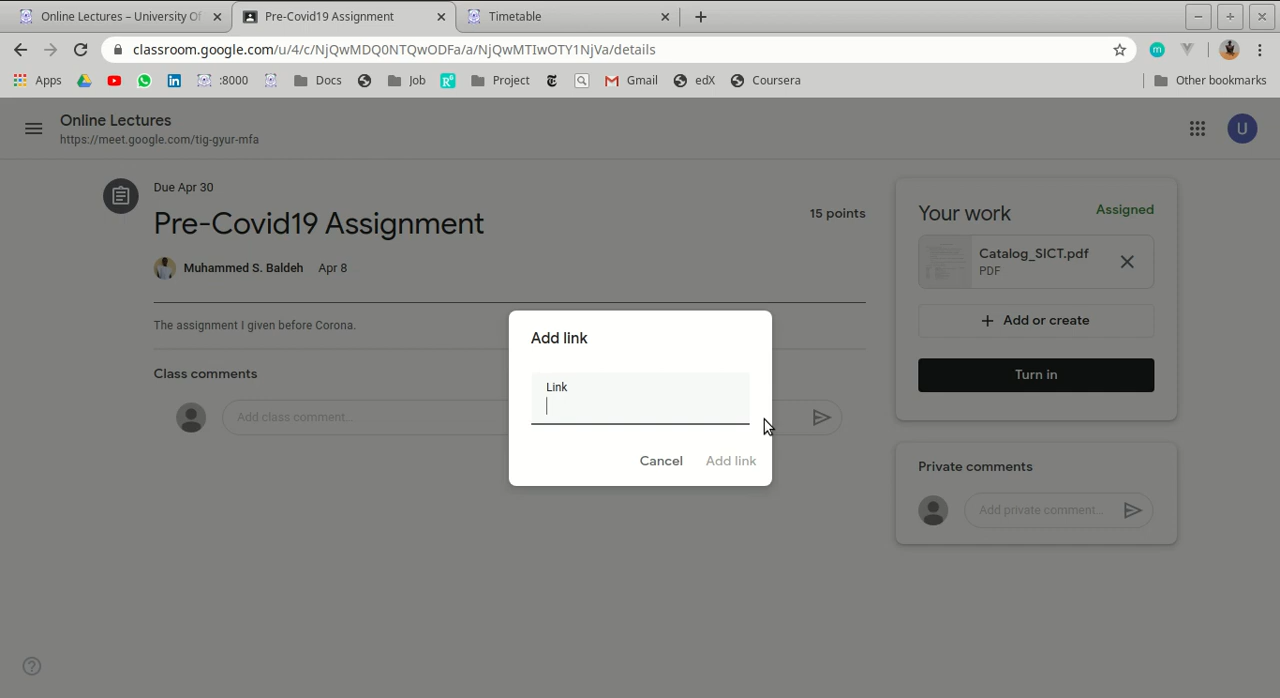 Online Lectures – University Of
Pre-Covid19 Assignment
Timetable
classroom.google.com/u/4/c/NjQwMDQ0NTQwODFa/a/NjQwMTIwOTY1NjVa/details
Apps
:8000
Docs
Job
Project
Gmail
edX
Coursera
Other bookmarks
Online Lectures
https://meet.google.com/tig-gyur-mfa
U
Due Apr 30
Pre-Covid19 Assignment
15 points
Muhammed S. Baldeh Apr 8
The assignment I given before Corona.
Class comments
Add class comment...
Your work
Assigned
Catalog_SICT.pdf
PDF
+ Add or create
Turn in
Private comments
Add private comment...
Add link
Link
Cancel
Add link